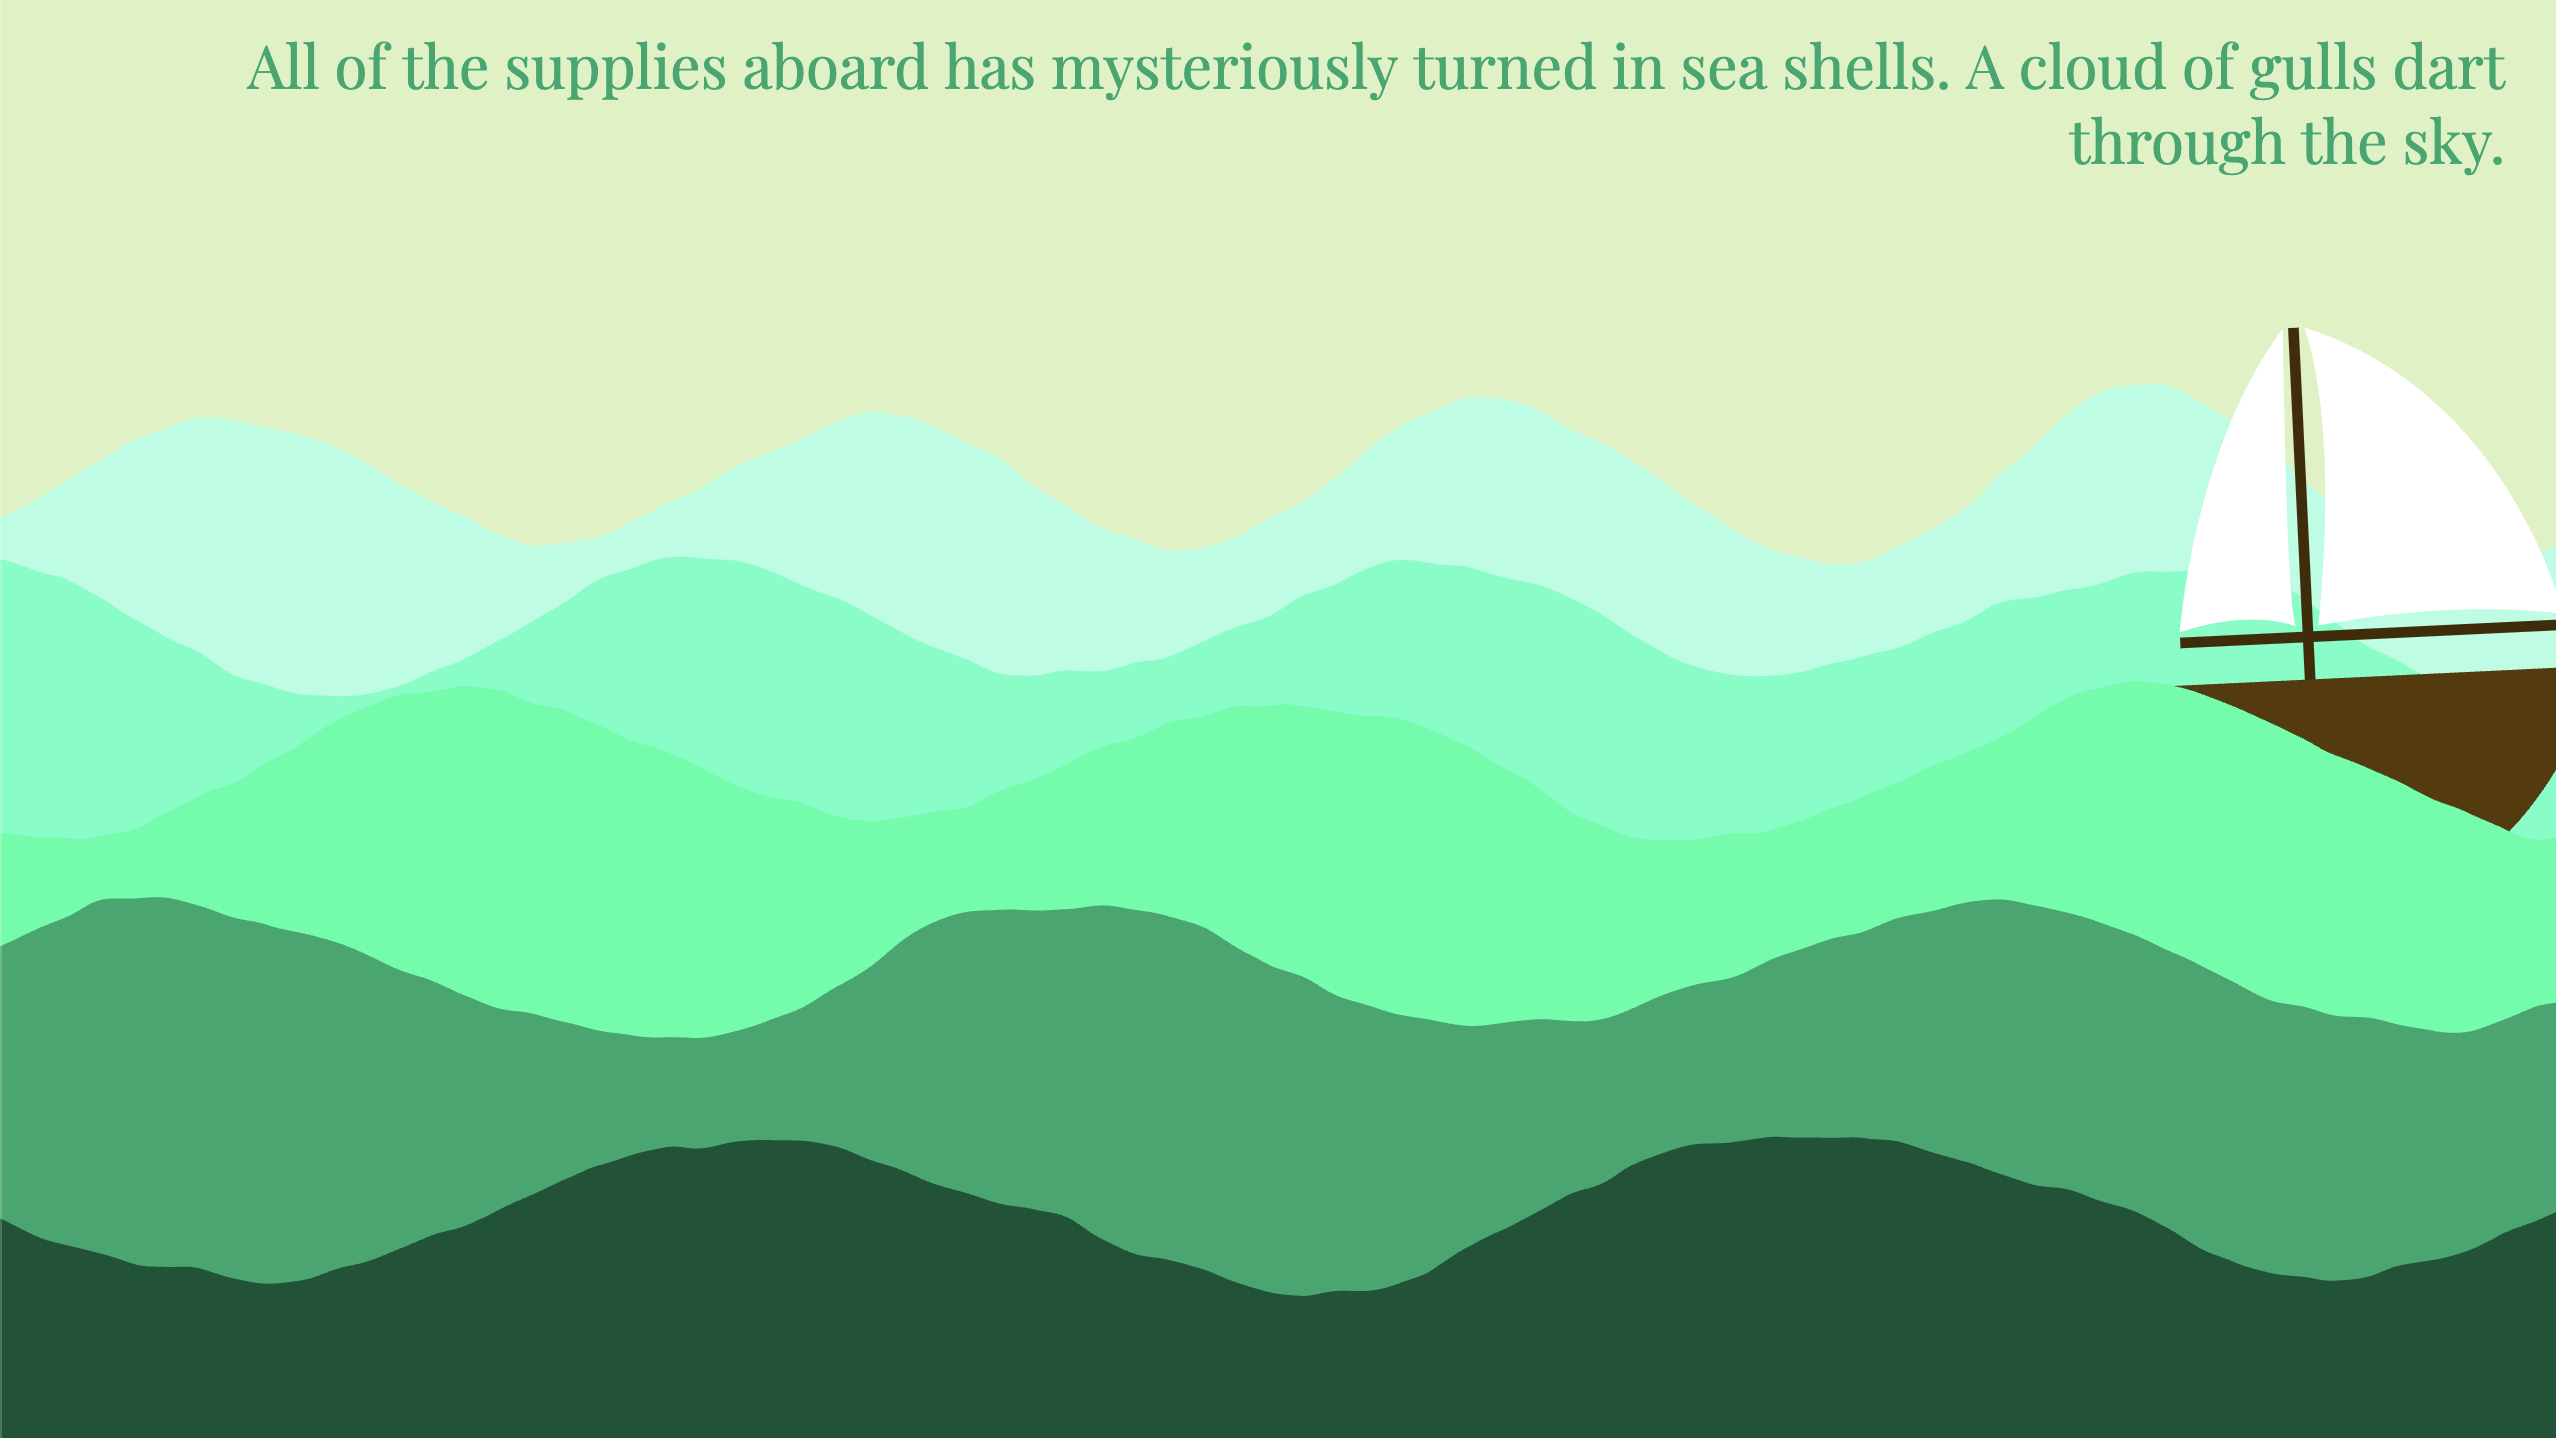 All of the supplies aboard has mysteriously turned in sea shells. A cloud of gulls dart
through the sky.